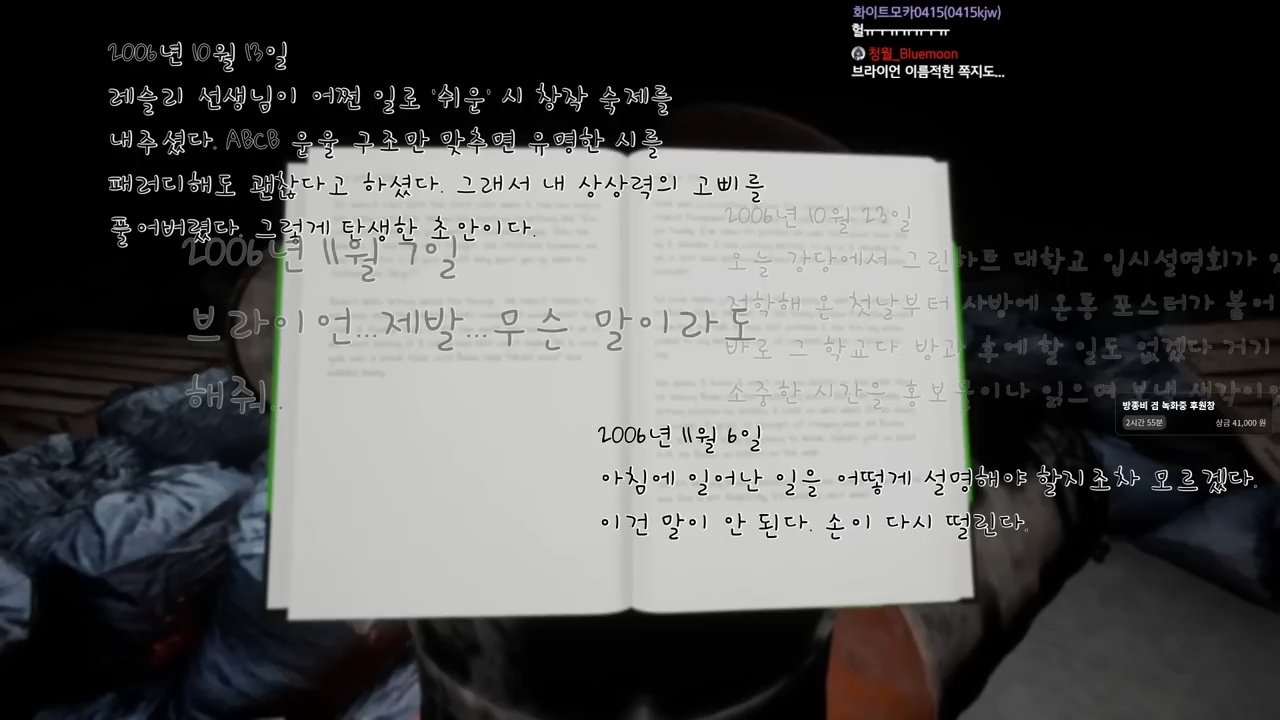 화이트모카0415(0415kjw)
헐ㅠㅜㅠㅠㅠㅜㅠ
청월_Bluemoon
브라이언 이름적힌 쪽지도...
2006년 10월 13일
레슬리 선생님이 어쩐 일로 '쉬운' 시 창작 숙제를
내주셨다. ABCB 운율 구조만 맞추면 유명한 시를
패러디해도 괜찮다고 하셨다. 그래서 내 상상력의 고삐를
풀어버렸다. 그렇게 탄생한 초안이다.
2006년 11월 7일
브라이언...제발...무슨 말이라도
해줘..
2006년 10월 23일
오늘 강당에서 그린하트 대학교 입시설명회가
전학해 온 첫날부터 사방에 온통 포스터가 붙어
바로 그 학교다. 방과 후에 할 일도 없겠다 거기
소중한 시간을 홍보물이나 읽으며 보낼 생각이
방종비 겸 녹화중 후원창
2시간 55분
상금 41,000 원
2006년 11월 6일
아침에 일어난 일을 어떻게 설명해야 할지조차 모르겠다.
이건 말이 안 된다. 손이 다시 떨린다.